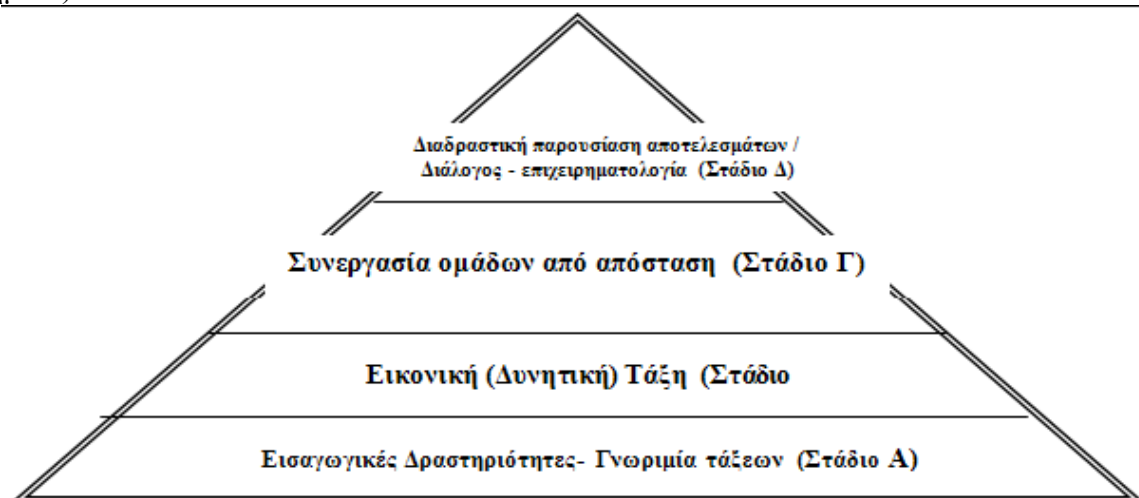 Διαδραστική παρουσίαση αποτελεσμάτων /
Διάλογος - επιχειρηματολογία (Στάδιο Δ)
Συνεργασία ομάδων από απόσταση (Στάδιο Γ)
Εικονική (Δυνητική) Τάξη (Στάδιο
Εισαγωγικές Δραστηριότητες- Γνωριμία τάξεων (Στάδιο Α)